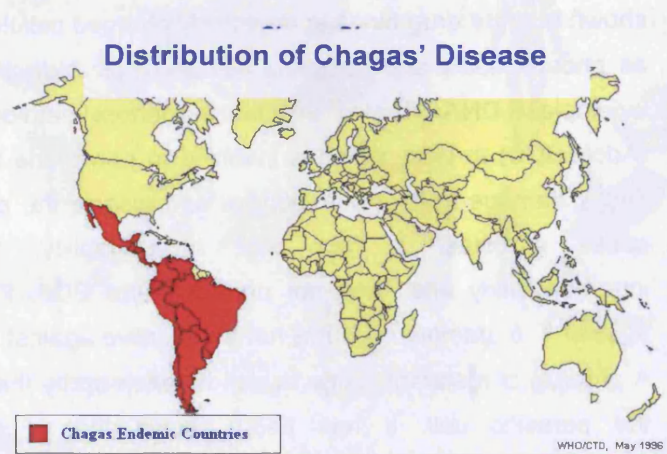 Distribution of Chagas' Disease
Chagas Endemic Countries
WHO/CTD, May 1996